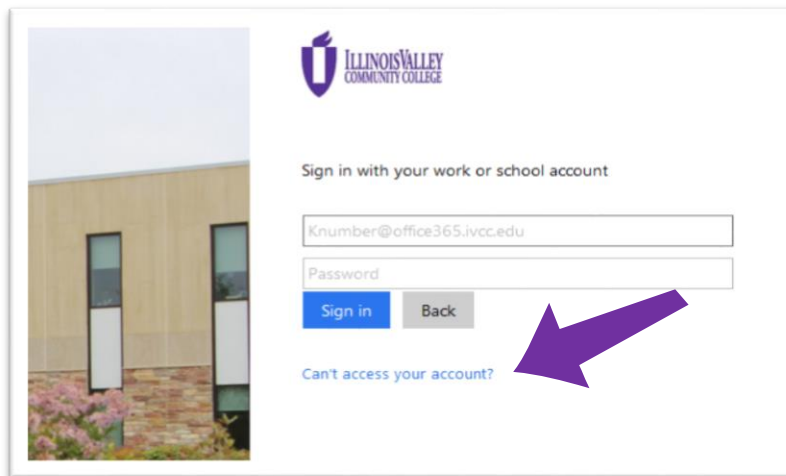 ILLINOIS VALLEY
COMMUNITY COLLEGE
Sign in with your work or school account
Knumber@office365.ivcc.edu
Password
Sign in Back
Can't access your account?